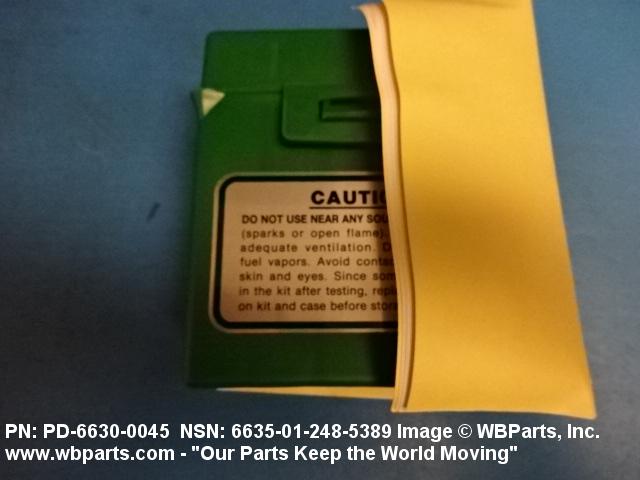 CAUTI
DO NOT USE NEAR ANY SOU
(sparks or open flame).
adequate ventilation. D
fuel vapors. Avoid conta
skin and eyes. Since som
in the kit after testing, repl
on kit and case before stor
PN: PD-6630-0045 NSN: 6635-01-248-5389 Image © WBParts, Inc.
www.wbparts.com - "Our Parts Keep the World Moving"